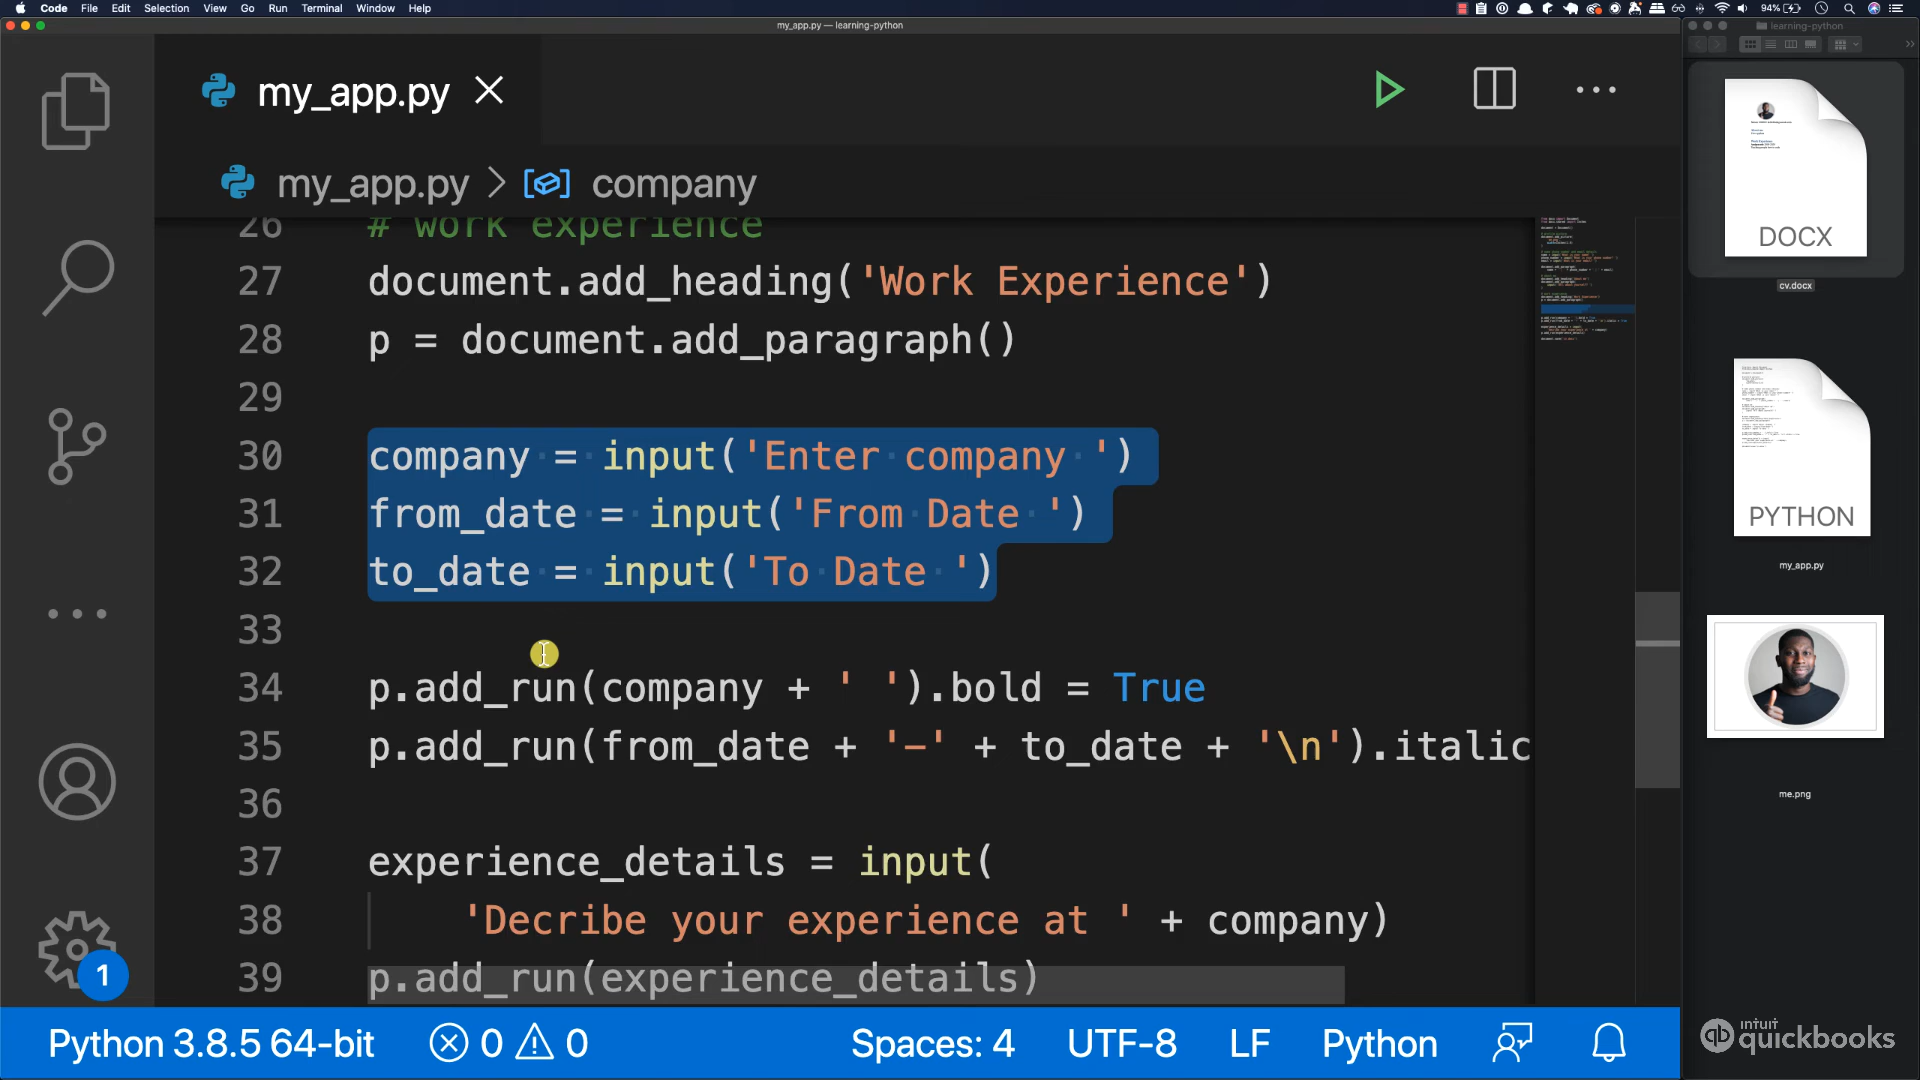 Code File Edit Selection View Go Run Terminal Window Help
94%
my_app.py — learning-python
learning-python
my_app.py
my_app.py > company
26 # work experience
27 document.add_heading('Work Experience')
28 p = document.add_paragraph()
29
30 company = input('Enter company ')
31 from_date = input('From Date ')
32 to_date = input('To Date ')
33
34 p.add_run(company + ' ').bold = True
35 p.add_run(from_date + '-' + to_date + '\n').italic
36
37 experience_details = input(
38 'Decribe your experience at ' + company)
39 p.add_run(experience_details)
1
Python 3.8.5 64-bit 0 0 Spaces: 4 UTF-8 LF Python
DOCX
cv.docx
PYTHON
my_app.py
me.png
intuit
quickbooks